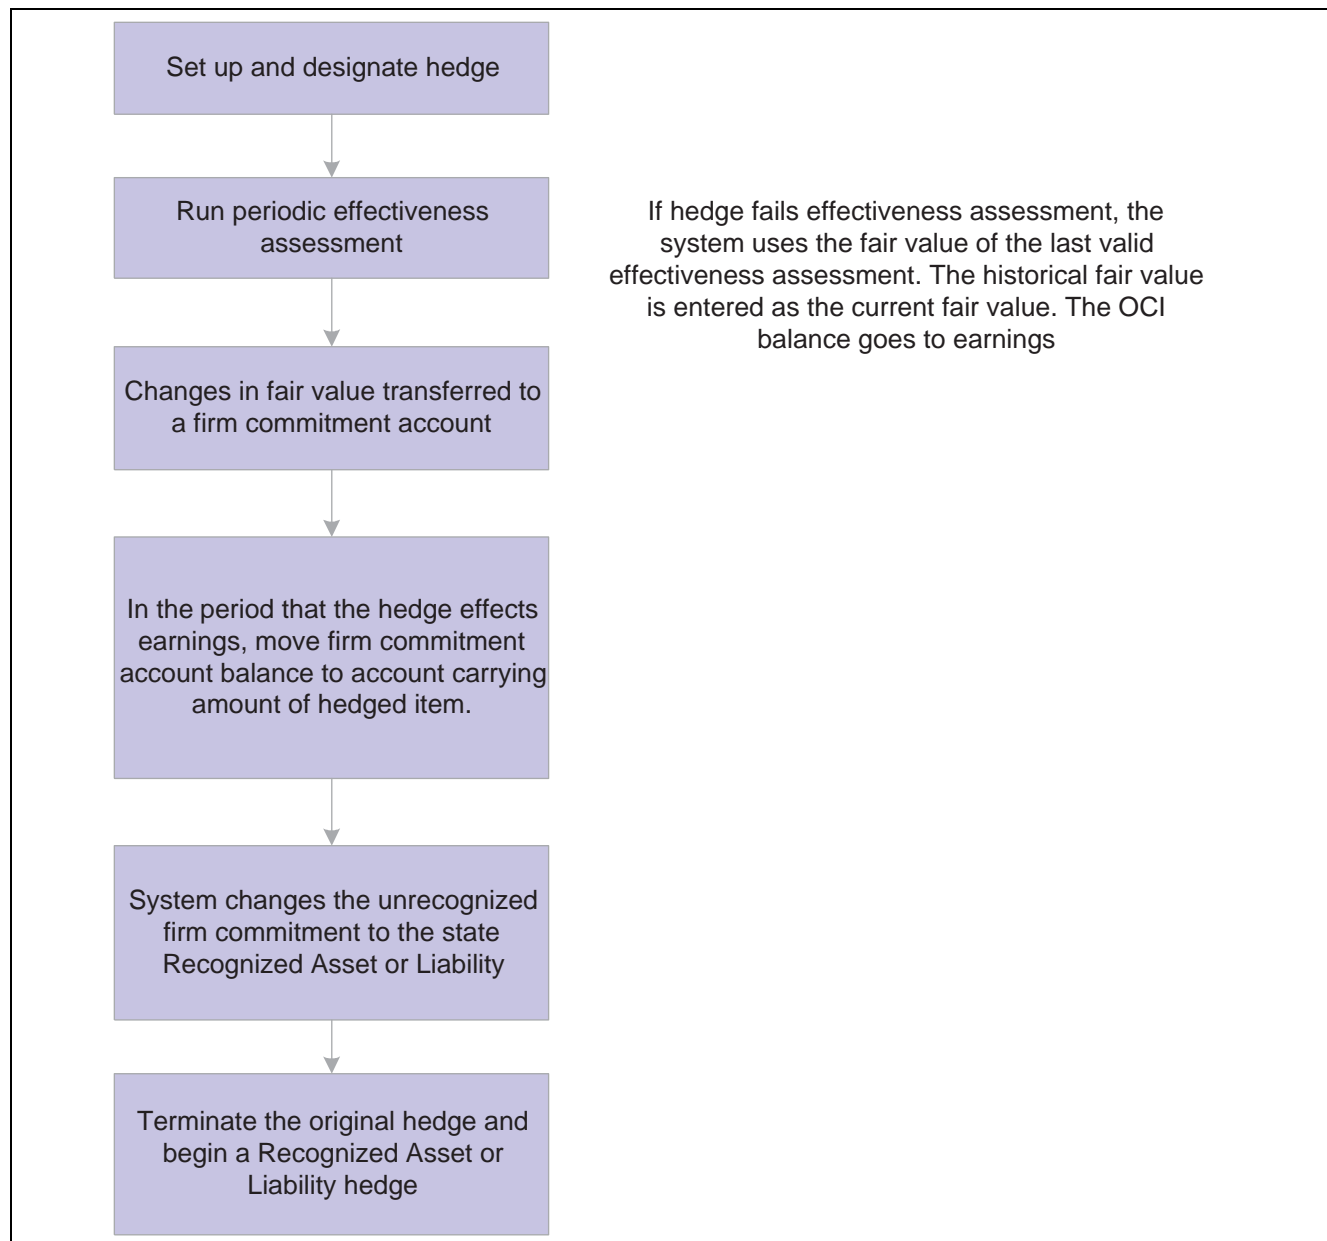 Set up and designate hedge
Run periodic effectiveness
assessment
If hedge fails effectiveness assessment, the
system uses the fair value of the last valid
effectiveness assessment. The historical fair value
is entered as the current fair value. The OCI
balance goes to earnings
Changes in fair value transferred to
a firm commitment account
In the period that the hedge effects
earnings, move firm commitment
account balance to account carrying
amount of hedged item.
System changes the unrecognized
firm commitment to the state
Recognized Asset or Liability
Terminate the original hedge and
begin a Recognized Asset or
Liability hedge